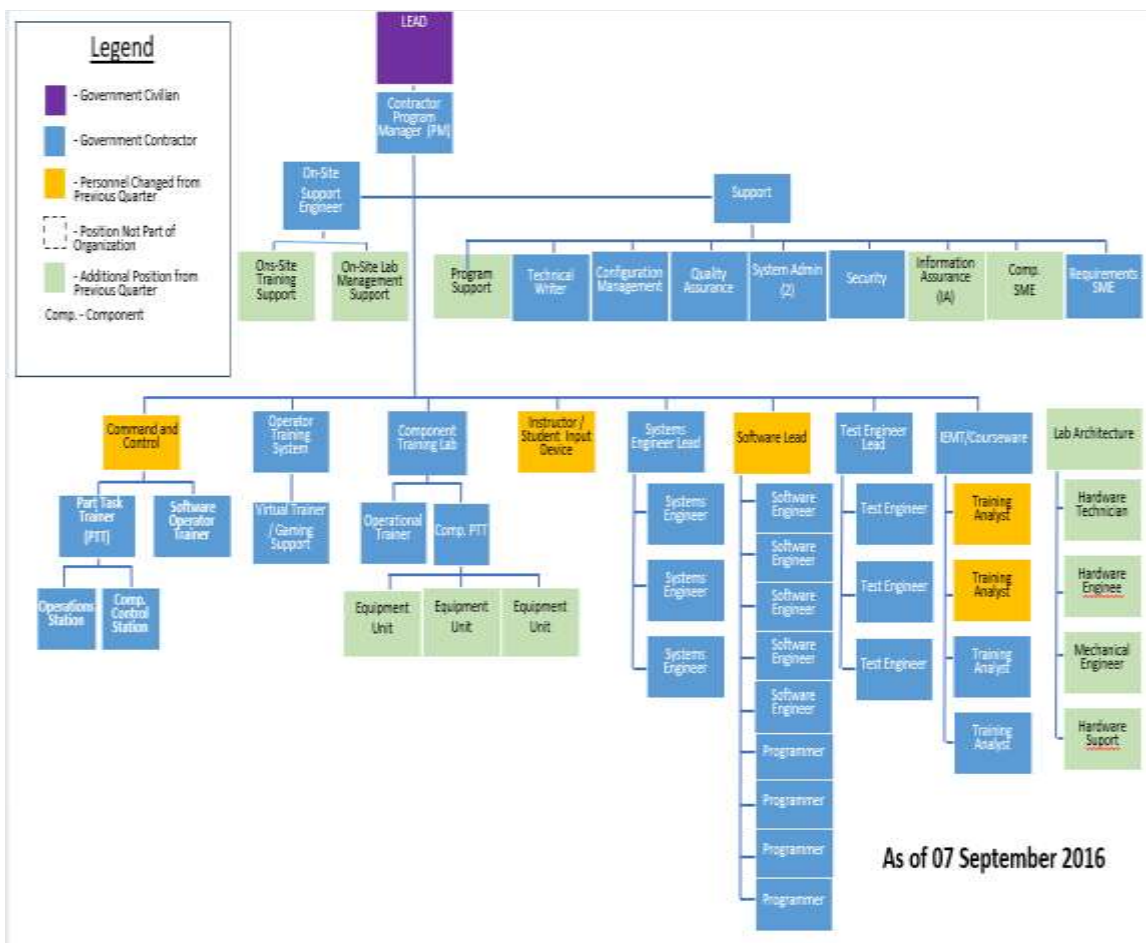 LEAD
Legend
- Government Civilian
- Government Contractor
- Personnel Changed from
Previous Quarter
- Position Not Part of
Organization
- Additional Position from
Previous Quarter
Comp. - Component
Contractor
Program
Manager (PM)
On-Site
Support
Engineer
Support
Ons-Site
Training
Support
On-Site Lab
Management
Support
Program
Support
Technical
Writer
Configuration
Management
Quality
Assurance
System Admin
(2)
Security
Information
Assurance
(IA)
Comp.
SME
Requirements
SME
Command and
Control
Operator
Training
System
Component
Training Lab
Instructor /
Student Input
Device
Systems
Engineer Lead
Software Lead
Test Engineer
Lead
IEMT/Courseware
Lab Architecture
Part Task
Trainer
(PTT)
Software
Operator
Trainer
Virtual Trainer
/ Gaming
Support
Operational
Trainer
Comp. PTT
Operations
Station
Comp.
Control
Station
Equipment
Unit
Equipment
Unit
Equipment
Unit
Systems
Engineer
Systems
Engineer
Systems
Engineer
Software
Engineer
Software
Engineer
Software
Engineer
Software
Engineer
Software
Engineer
Programmer
Programmer
Programmer
Programmer
Test Engineer
Test Engineer
Test Engineer
Training
Analyst
Training
Analyst
Training
Analyst
Training
Analyst
Hardware
Technician
Hardware
Enginee
Mechanical
Engineer
Hardware
Suport
As of 07 September 2016